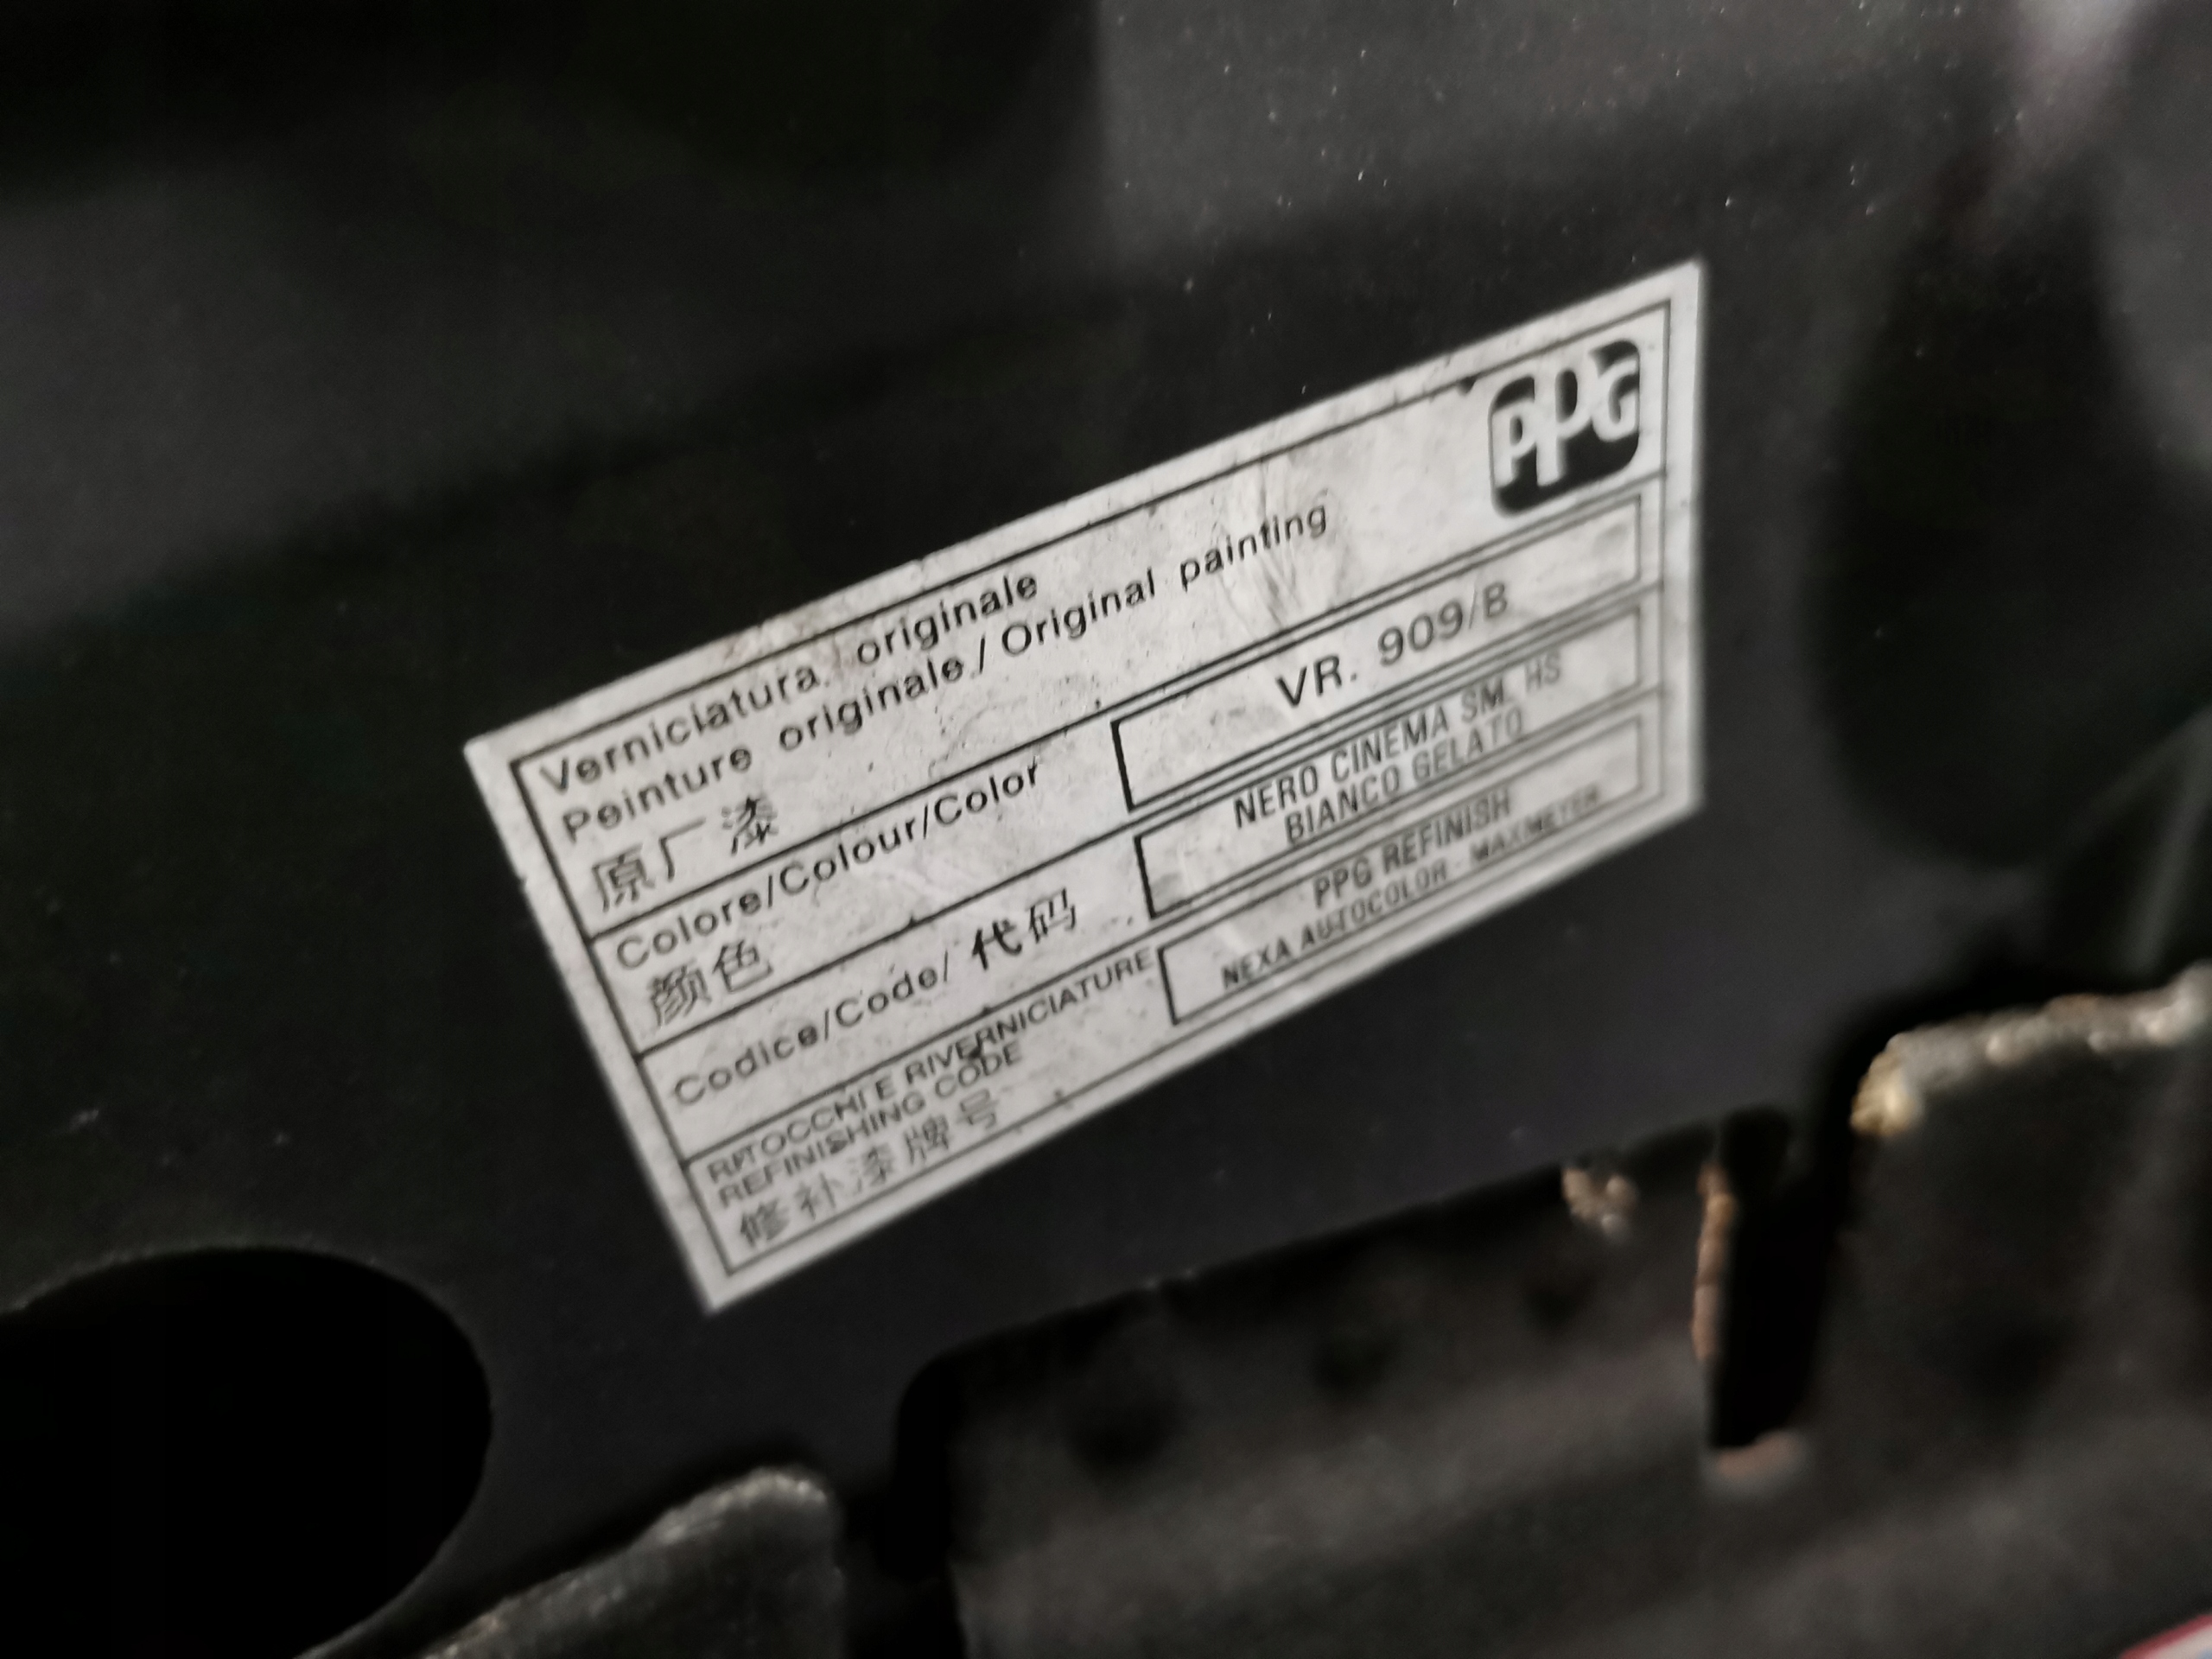 PPG
Verniciatura originale
Peinture originale/Original painting
原厂漆
Colore/Colour/Color
颜色
VR. 909/B
Codice/Code/代码
NERO CINEMA SM. HS
BIANCO GELATO
RITOCCHI E RIVERNICIATURE
REFINISHING CODE
修补漆牌号
PPG REFINISH
NEXA AUTOCOLOR - MAXMEYER